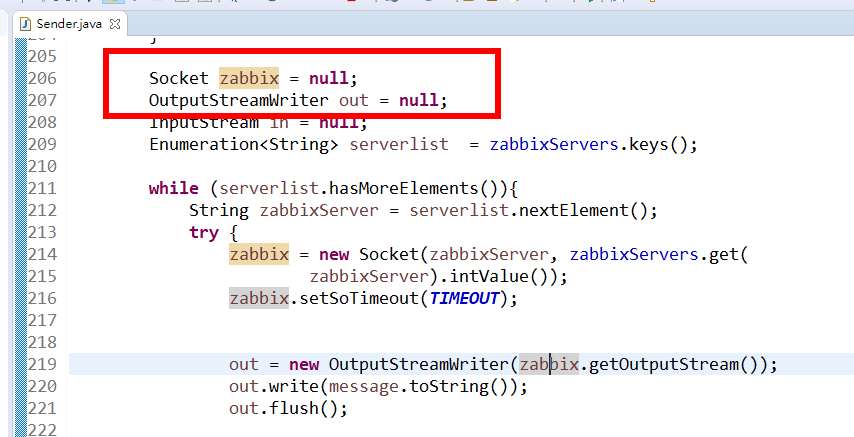 Sender.java
204 }
205
206 Socket zabbix = null;
207 OutputStreamWriter out = null;
208 InputStream in = null;
209 Enumeration<String> serverlist  = zabbixServers.keys();
210
211 while (serverlist.hasMoreElements()){
212 String zabbixServer = serverlist.nextElement();
213 try {
214 zabbix = new Socket(zabbixServer, zabbixServers.get(
215 zabbixServer).intValue());
216 zabbix.setSoTimeout(TIMEOUT);
217
218
219 out = new OutputStreamWriter(zabbix.getOutputStream());
220 out.write(message.toString());
221 out.flush();
222